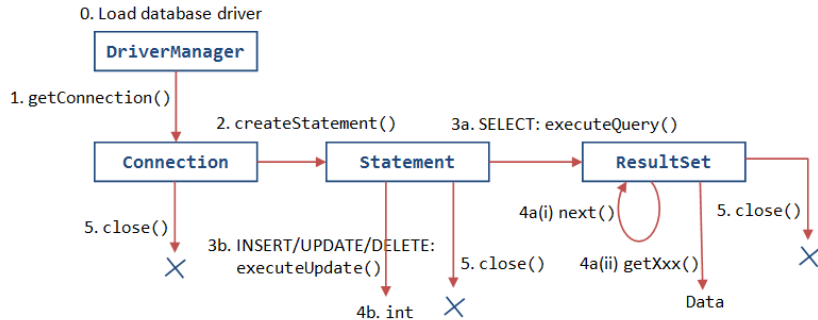 0. Load database driver
DriverManager
1. getConnection()
2. createStatement()
3a. SELECT: executeQuery()
Connection
Statement
ResultSet
5. close()
3b. INSERT/UPDATE/DELETE:
executeUpdate()
4b. int
5. close()
4a(i) next()
4a(ii) getXxx()
Data
5. close()